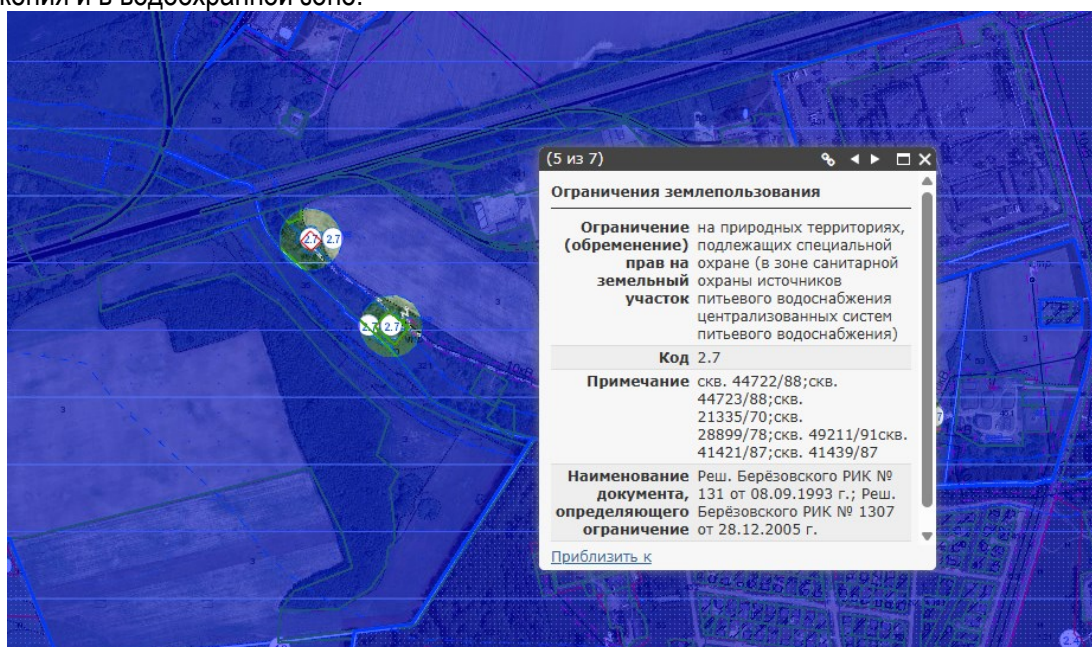 жения и в водоохранной зоне.
(5 из 7)
Ограничения землепользования
Ограничение (обременение) прав на земельный участок
на природных территориях, подлежащих специальной охране (в зоне санитарной охраны источников питьевого водоснабжения централизованных систем питьевого водоснабжения)
Код 2.7
Примечание
скв. 44722/88;скв.
44723/88;скв.
21335/70;скв.
28899/78;скв. 49211/91скв.
41421/87;скв. 41439/87
Наименование документа, определяющего ограничение
Реш. Берёзовского РИК №
131 от 08.09.1993 г.; Реш.
Берёзовского РИК № 1307
от 28.12.2005 г.
Приблизить к
2.7
2.7
2.7
2.7